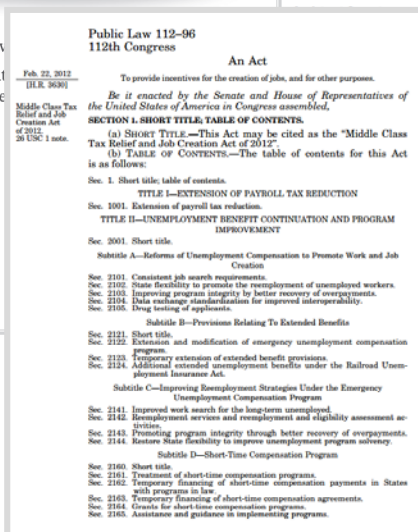 Public Law 112–96
112th Congress
An Act
Feb. 22, 2012
[H.R. 3630]
To provide incentives for the creation of jobs, and for other purposes.
Be it enacted by the Senate and House of Representatives of
the United States of America in Congress assembled,
Middle Class Tax
Relief and Job
Creation Act
of 2012.
26 USC 1 note.
SECTION 1. SHORT TITLE; TABLE OF CONTENTS.
(a) SHORT TITLE.—This Act may be cited as the “Middle Class
Tax Relief and Job Creation Act of 2012”.
(b) TABLE OF CONTENTS.—The table of contents for this Act
is as follows:
Sec. 1. Short title; table of contents.
TITLE I—EXTENSION OF PAYROLL TAX REDUCTION
Sec. 1001. Extension of payroll tax reduction.
TITLE II—UNEMPLOYMENT BENEFIT CONTINUATION AND PROGRAM
IMPROVEMENT
Sec. 2001. Short title.
Subtitle A—Reforms of Unemployment Compensation to Promote Work and Job
Creation
Sec. 2101. Consistent job search requirements.
Sec. 2102. State flexibility to promote the reemployment of unemployed workers.
Sec. 2103. Improving program integrity by better recovery of overpayments.
Sec. 2104. Data exchange standardization for improved interoperability.
Sec. 2105. Drug testing of applicants.
Subtitle B—Provisions Relating To Extended Benefits
Sec. 2121. Short title.
Sec. 2122. Extension and modification of emergency unemployment compensation
program.
Sec. 2123. Temporary extension of extended benefit provisions.
Sec. 2124. Additional extended unemployment benefits under the Railroad Unem-
ployment Insurance Act.
Subtitle C—Improving Reemployment Strategies Under the Emergency
Unemployment Compensation Program
Sec. 2141. Improved work search for the long-term unemployed.
Sec. 2142. Reemployment services and reemployment and eligibility assessment ac-
tivities.
Sec. 2143. Promoting program integrity through better recovery of overpayments.
Sec. 2144. Restore State flexibility to improve unemployment program solvency.
Subtitle D—Short-Time Compensation Program
Sec. 2160. Short title.
Sec. 2161. Treatment of short-time compensation programs.
Sec. 2162. Temporary financing of short-time compensation payments in States
with programs in law.
Sec. 2163. Temporary financing of short-time compensation agreements.
Sec. 2164. Grants for short-time compensation programs.
Sec. 2165. Assistance and guidance in implementing programs.